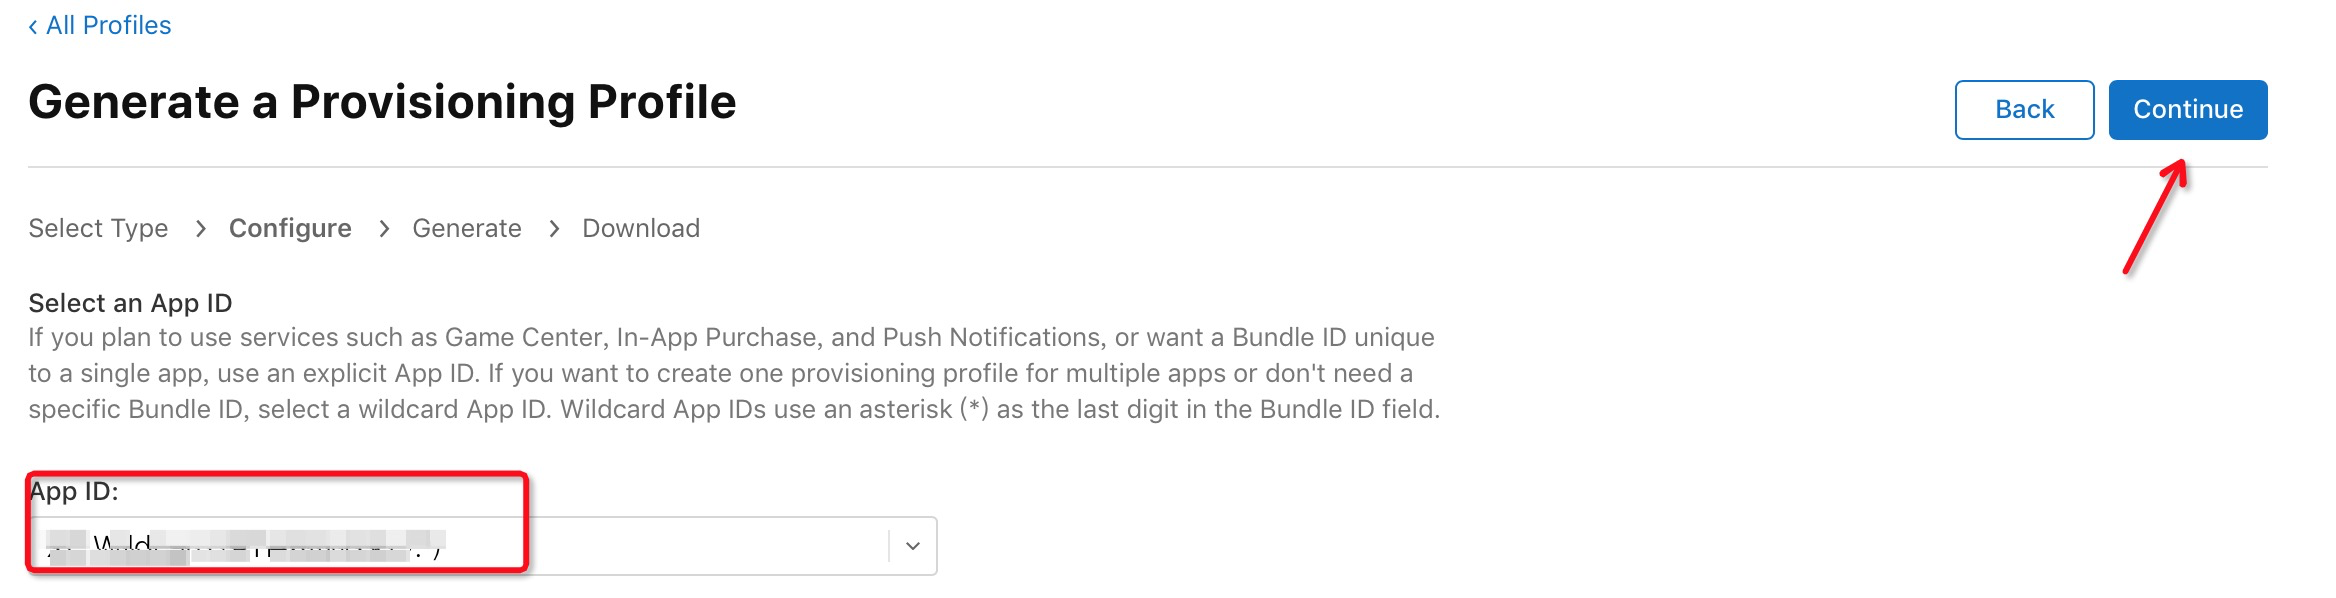 ‹ All Profiles
Generate a Provisioning Profile
Back
Continue
Select Type > Configure > Generate > Download
Select an App ID
If you plan to use services such as Game Center, In-App Purchase, and Push Notifications, or want a Bundle ID unique
to a single app, use an explicit App ID. If you want to create one provisioning profile for multiple apps or don't need a
specific Bundle ID, select a wildcard App ID. Wildcard App IDs use an asterisk (*) as the last digit in the Bundle ID field.
App ID: